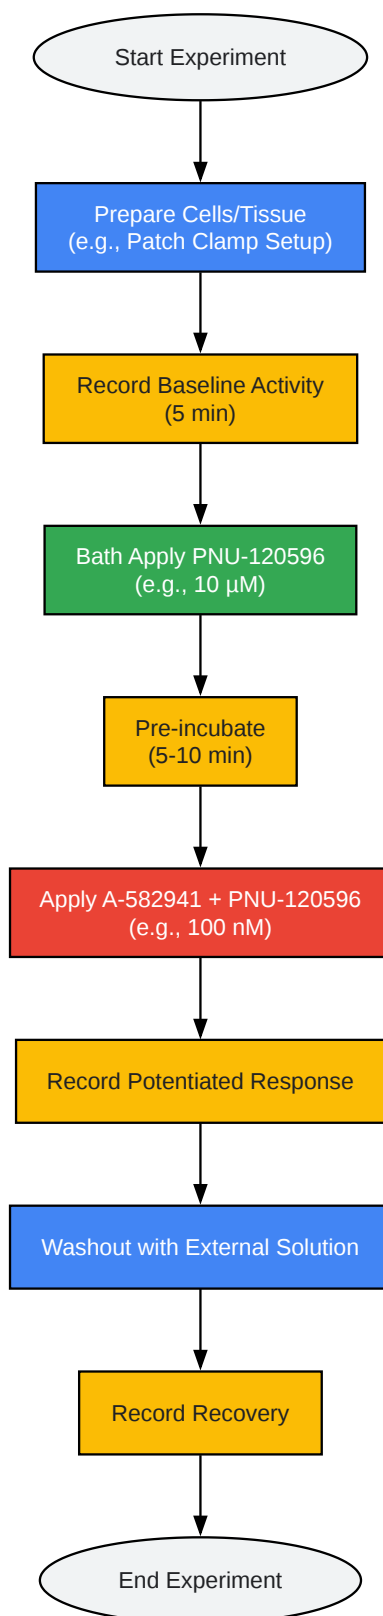 Start Experiment
Prepare Cells/Tissue
(e.g., Patch Clamp Setup)
Record Baseline Activity
(5 min)
Bath Apply PNU-120596
(e.g., 10 µM)
Pre-incubate
(5-10 min)
Apply A-582941 + PNU-120596
(e.g., 100 nM)
Record Potentiated Response
Washout with External Solution
Record Recovery
End Experiment